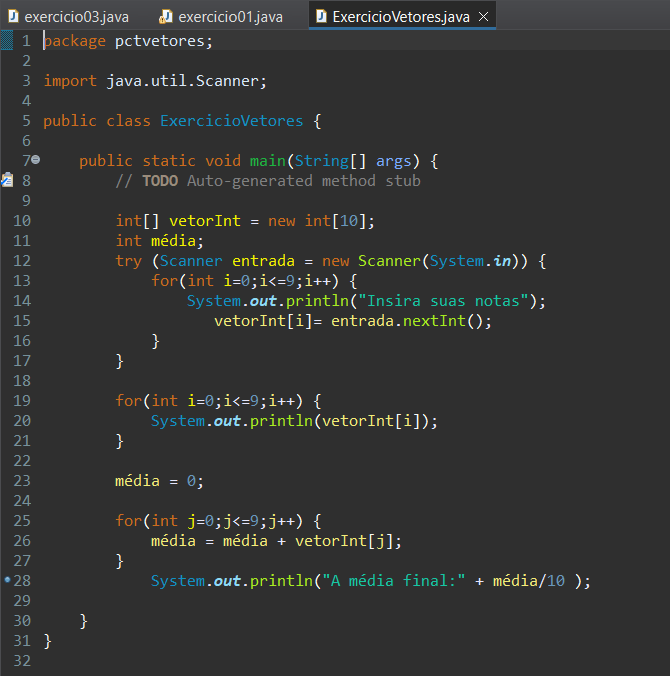 exercicio03.java exercicio01.java ExercicioVetores.java
1 package pctvetores;
2
3 import java.util.Scanner;
4
5 public class ExercicioVetores {
6
7 public static void main(String[] args) {
8 // TODO Auto-generated method stub
9
10 int[] vetorInt = new int[10];
11 int média;
12 try (Scanner entrada = new Scanner(System.in)) {
13 for(int i=0;i<=9;i++) {
14 System.out.println("Insira suas notas");
15 vetorInt[i]= entrada.nextInt();
16 }
17 }
18
19 for(int i=0;i<=9;i++) {
20 System.out.println(vetorInt[i]);
21 }
22
23 média = 0;
24
25 for(int j=0;j<=9;j++) {
26 média = média + vetorInt[j];
27 }
28 System.out.println("A média final:" + média/10 );
29
30 }
31 }
32